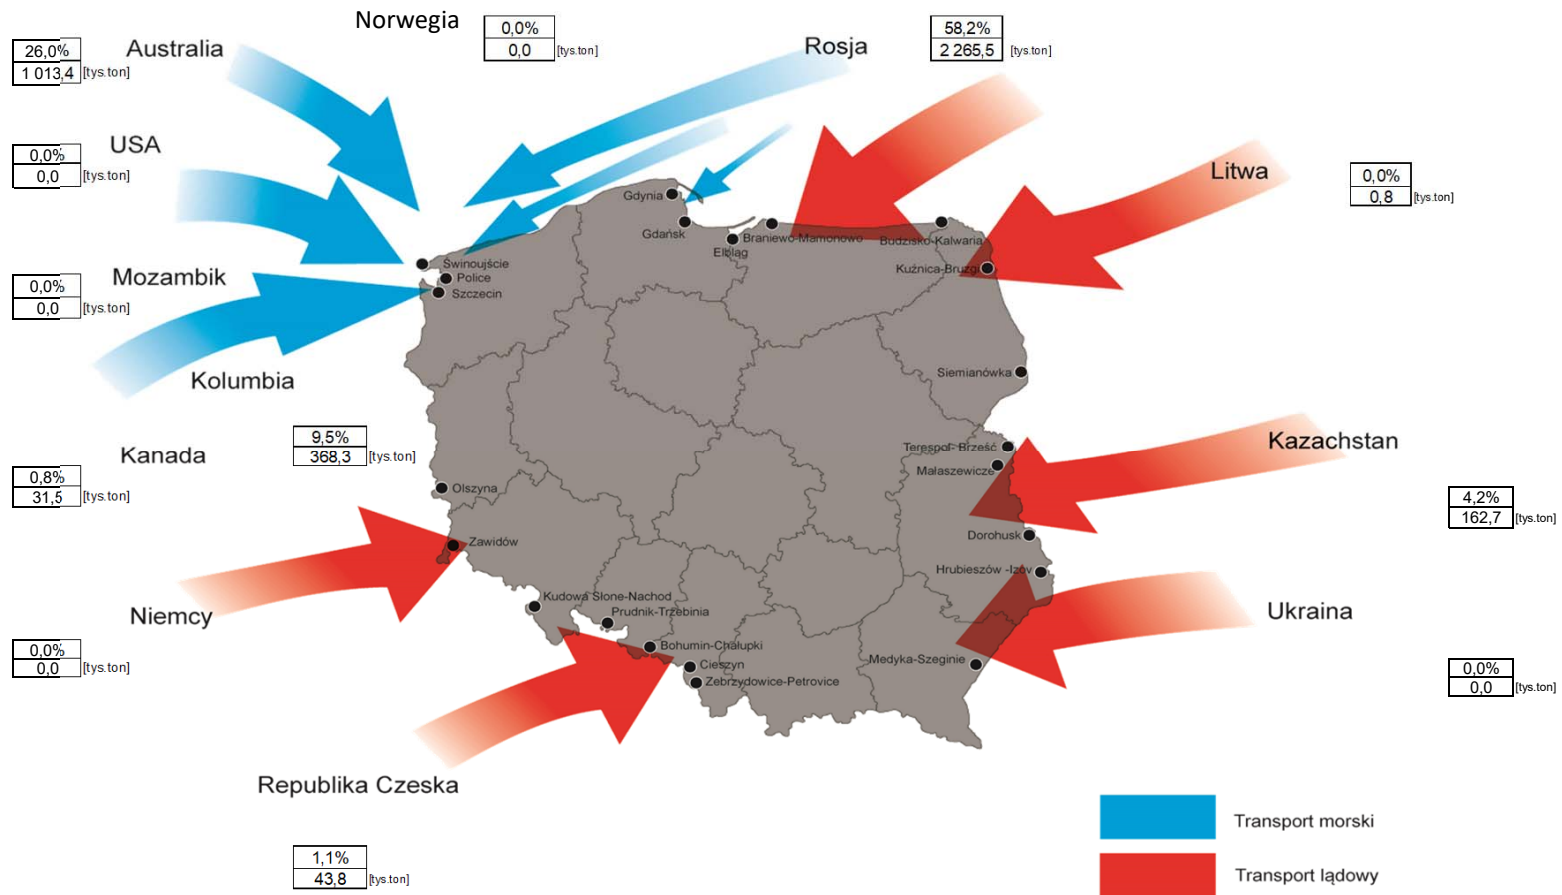 Norwegia
0,0%
0,0 [tys.ton]
Rosja
58,2%
2 265,5 [tys.ton]
Australia
26,0%
1 013,4 [tys.ton]
USA
0,0%
0,0 [tys.ton]
Litwa
0,0%
0,8 [tys.ton]
Mozambik
0,0%
0,0 [tys.ton]
Kolumbia
9,5%
368,3 [tys.ton]
Kanada
0,8%
31,5 [tys.ton]
Kazachstan
4,2%
162,7 [tys.ton]
Niemcy
0,0%
0,0 [tys.ton]
Ukraina
0,0%
0,0 [tys.ton]
Republika Czeska
1,1%
43,8 [tys.ton]
Gdynia
Gdańsk
Elbląg
Braniewo-Mamonowo
Budzisko-Kalwaria
Kuźnica-Bruzgi
Świnoujście
Police
Szczecin
Siemianówka
Terespol- Brześć
Małaszewicze
Olszyna
Zawidów
Dorohusk
Hrubieszów -Izów
Kudowa Słone-Nachod
Prudnik-Trzebinia
Bohumin-Chałupki
Cieszyn
Zebrzydowice-Petrovice
Medyka-Szeginie
Transport morski
Transport lądowy